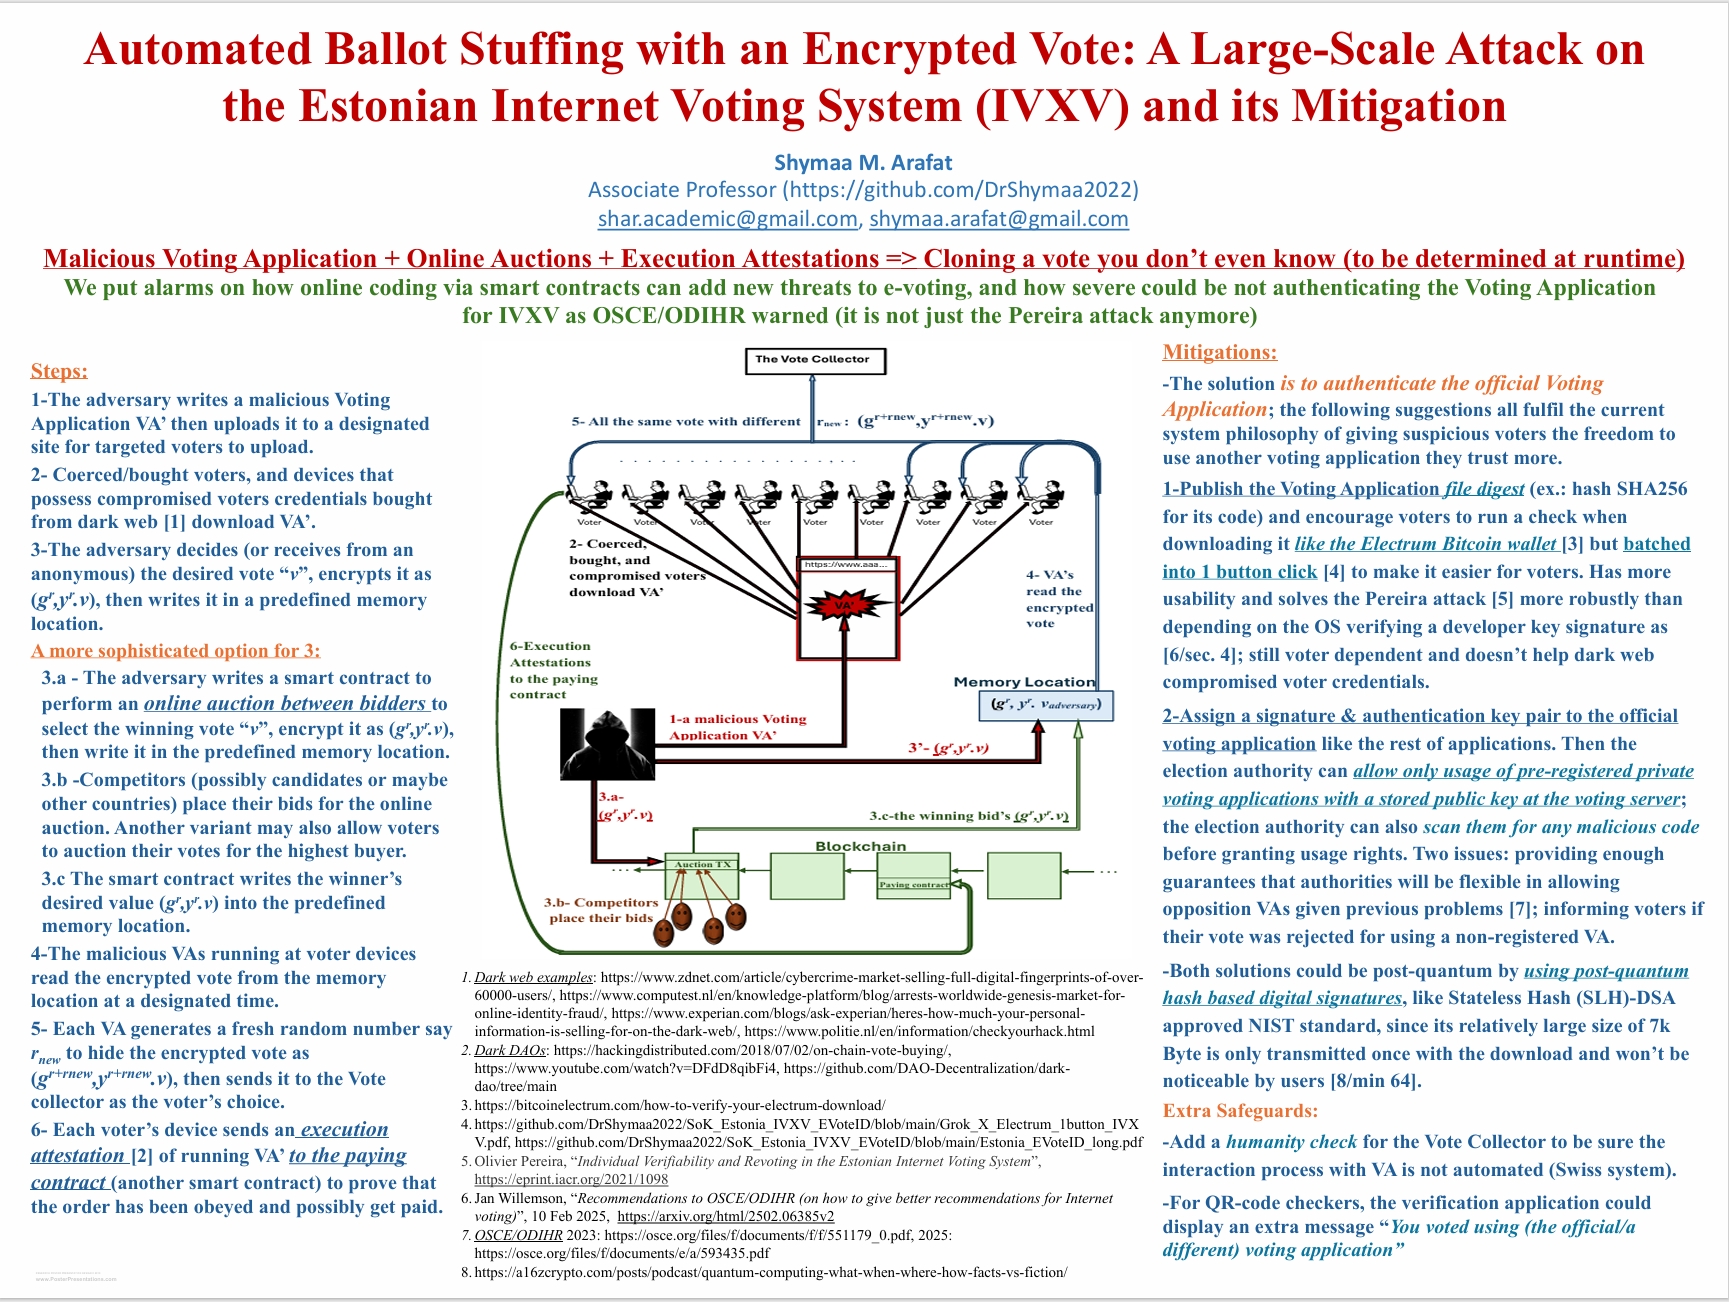 Automated Ballot Stuffing with an Encrypted Vote: A Large-Scale Attack on
the Estonian Internet Voting System (IVXV) and its Mitigation
Shymaa M. Arafat
Associate Professor (https://github.com/DrShymaa2022)
shar.academic@gmail.com, shymaa.arafat@gmail.com
Malicious Voting Application + Online Auctions + Execution Attestations => Cloning a vote you don't even know (to be determined at runtime)
We put alarms on how online coding via smart contracts can add new threats to e-voting, and how severe could be not authenticating the Voting Application
for IVXV as OSCE/ODIHR warned (it is not just the Pereira attack anymore)
Steps:
1-The adversary writes a malicious Voting
Application VA' then uploads it to a designated
site for targeted voters to upload.
2- Coerced/bought voters, and devices that
possess compromised voters credentials bought
from dark web [1] download VA'.
3-The adversary decides (or receives from an
anonymous) the desired vote “v”, encrypts it as
(g^r,y^r.v), then writes it in a predefined memory
location.
A more sophisticated option for 3:
3.a - The adversary writes a smart contract to
perform an online auction between bidders to
select the winning vote “v”, encrypt it as (g^r,y^r.v),
then write it in the predefined memory location.
3.b -Competitors (possibly candidates or maybe
other countries) place their bids for the online
auction. Another variant may also allow voters
to auction their votes for the highest buyer.
3.c The smart contract writes the winner's
desired value (g^r,y^r.v) into the predefined
memory location.
4-The malicious VAs running at voter devices
read the encrypted vote from the memory
location at a designated time.
5- Each VA generates a fresh random number say
r_new to hide the encrypted vote as
(g^r+rnew,y^r+rnew.v), then sends it to the Vote
collector as the voter's choice.
6- Each voter's device sends an execution
attestation [2] of running VA' to the paying
contract (another smart contract) to prove that
the order has been obeyed and possibly get paid.
The Vote Collector
5- All the same vote with different r_new : (g^r+rnew,y^r+rnew.v)
. . . . . . . . . . . . . . .
Voter Voter Voter Voter Voter Voter Voter Voter Voter
2- Coerced,
bought, and
compromised voters
download VA'
https://www.aaa...
VA'
4- VA's
read the
encrypted
vote
6-Execution
Attestations
to the paying
contract
Memory Location
(g^r, y^r. v_adversary)
1-a malicious Voting
Application VA'
3'- (g^r,y^r.v)
3.a-
(g^r,y^r.v)
3.c-the winning bid's (g^r,y^r.v)
Blockchain
...
Auction TX
Paying contract
...
3.b- Competitors
place their bids
1. Dark web examples: https://www.zdnet.com/article/cybercrime-market-selling-full-digital-fingerprints-of-over-
60000-users/, https://www.computest.nl/en/knowledge-platform/blog/arrests-worldwide-genesis-market-for-
online-identity-fraud/, https://www.experian.com/blogs/ask-experian/heres-how-much-your-personal-
information-is-selling-for-on-the-dark-web/, https://www.politie.nl/en/information/checkyourhack.html
2. Dark DAOs: https://hackingdistributed.com/2018/07/02/on-chain-vote-buying/,
https://www.youtube.com/watch?v=DFdD8qibFi4, https://github.com/DAO-Decentralization/dark-
dao/tree/main
3. https://bitcoinelectrum.com/how-to-verify-your-electrum-download/
4. https://github.com/DrShymaa2022/SoK_Estonia_IVXV_EVoteID/blob/main/Grok_X_Electrum_1button_IVX
V.pdf, https://github.com/DrShymaa2022/SoK_Estonia_IVXV_EVoteID/blob/main/Estonia_EVoteID_long.pdf
5. Olivier Pereira, “Individual Verifiability and Revoting in the Estonian Internet Voting System”,
https://eprint.iacr.org/2021/1098
6. Jan Willemson, “Recommendations to OSCE/ODIHR (on how to give better recommendations for Internet
voting)”, 10 Feb 2025, https://arxiv.org/html/2502.06385v2
7. OSCE/ODIHR 2023: https://osce.org/files/f/documents/f/f/551179_0.pdf, 2025:
https://osce.org/files/f/documents/e/a/593435.pdf
8. https://a16zcrypto.com/posts/podcast/quantum-computing-what-when-where-how-facts-vs-fiction/
Mitigations:
-The solution is to authenticate the official Voting
Application; the following suggestions all fulfil the current
system philosophy of giving suspicious voters the freedom to
use another voting application they trust more.
1-Publish the Voting Application file digest (ex.: hash SHA256
for its code) and encourage voters to run a check when
downloading it like the Electrum Bitcoin wallet [3] but batched
into 1 button click [4] to make it easier for voters. Has more
usability and solves the Pereira attack [5] more robustly than
depending on the OS verifying a developer key signature as
[6/sec. 4]; still voter dependent and doesn't help dark web
compromised voter credentials.
2-Assign a signature & authentication key pair to the official
voting application like the rest of applications. Then the
election authority can allow only usage of pre-registered private
voting applications with a stored public key at the voting server;
the election authority can also scan them for any malicious code
before granting usage rights. Two issues: providing enough
guarantees that authorities will be flexible in allowing
opposition VAs given previous problems [7]; informing voters if
their vote was rejected for using a non-registered VA.
-Both solutions could be post-quantum by using post-quantum
hash based digital signatures, like Stateless Hash (SLH)-DSA
approved NIST standard, since its relatively large size of 7k
Byte is only transmitted once with the download and won't be
noticeable by users [8/min 64].
Extra Safeguards:
-Add a humanity check for the Vote Collector to be sure the
interaction process with VA is not automated (Swiss system).
-For QR-code checkers, the verification application could
display an extra message “You voted using (the official/a
different) voting application”
www.PosterPresentations.com